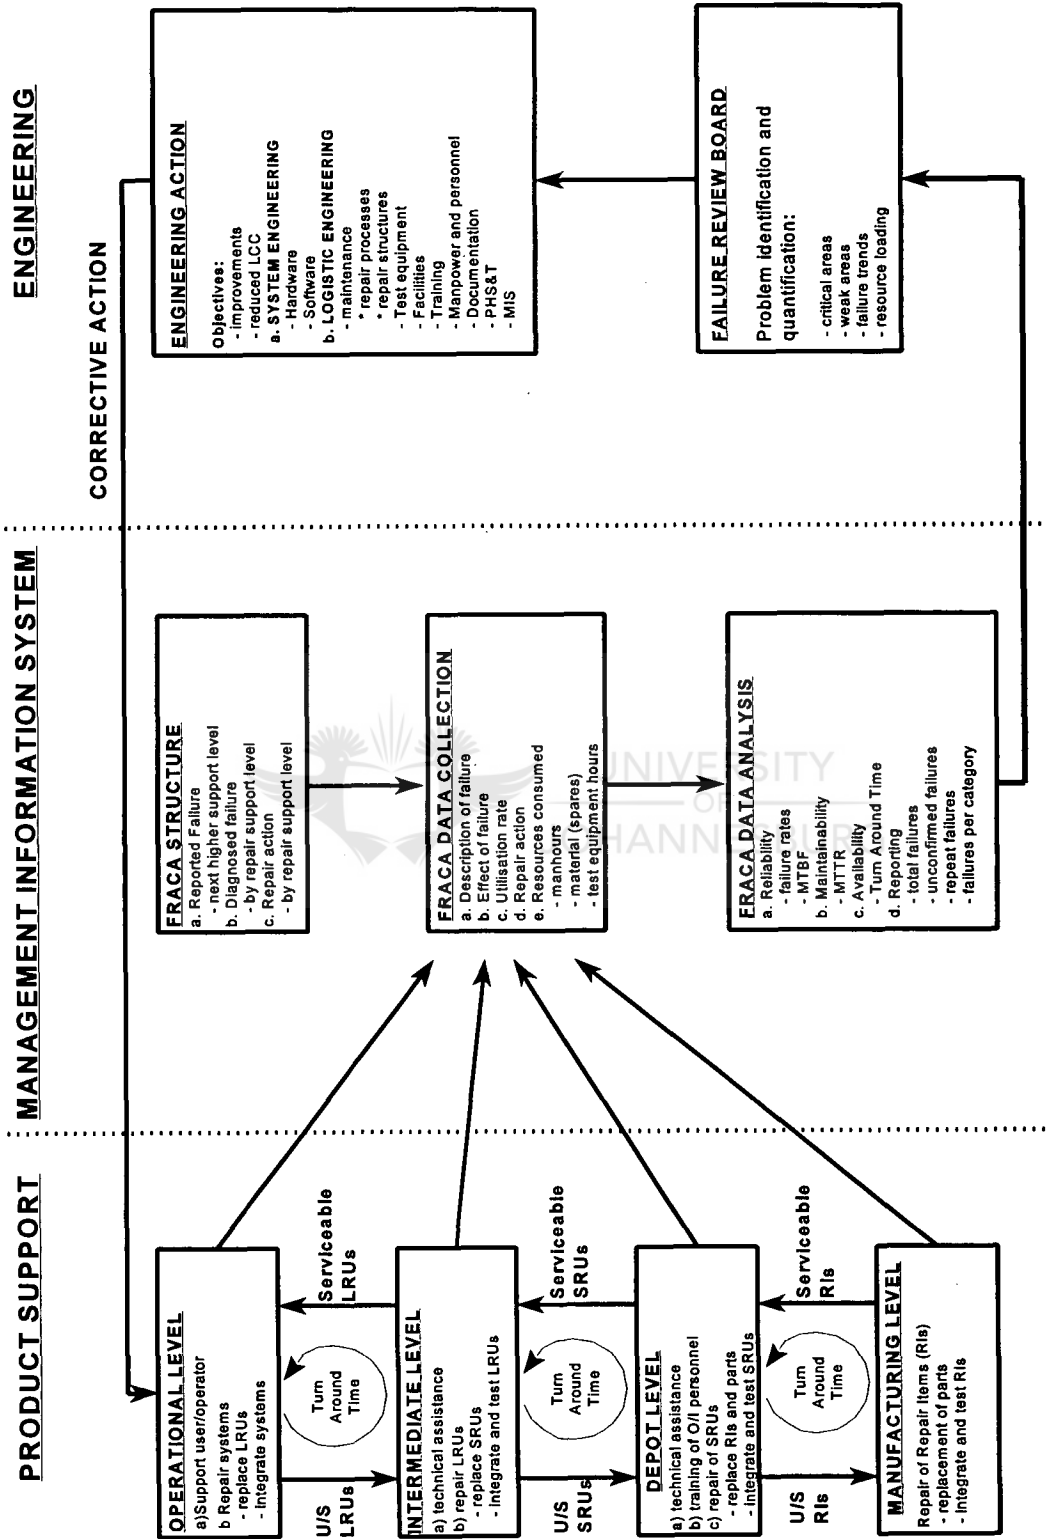 PRODUCT SUPPORT
OPERATIONAL LEVEL
a)Support user/operator
b Repair systems
- replace LRUs
- Integrate systems
U/S
LRUs
Turn
Around
Time
Serviceable
LRUs
INTERMEDIATE LEVEL
a) technical assistance
b) repair LRUs
- replace SRUs
- Integrate and test LRUs
U/S
SRUs
Turn
Around
Time
Serviceable
SRUs
DEPOT LEVEL
a) technical assistance
b) training of O/I personnel
c) repair of SRUs
- replace RIs and parts
- Integrate and test SRUs
U/S
RIs
Turn
Around
Time
Serviceable
RIs
MANUFACTURING LEVEL
Repair of Repair Items (RIs)
- replacement of parts
- Integrate and test RIs
MANAGEMENT INFORMATION SYSTEM
FRACA STRUCTURE
a. Reported Failure
- next higher support level
b. Diagnosed failure
- by repair support level
c. Repair action
- by repair support level
FRACA DATA COLLECTION
a. Description of failure
b. Effect of failure
c. Utilisation rate
d. Repair action
e. Resources consumed
- manhours
- material (spares)
- test equipment hours
UNIVERSITY
OF
JOHANNESBURG
FRACA DATA ANALYSIS
a. Reliability
- failure rates
- MTBF
b. Maintainability
- MTTR
c. Availability
- Turn Around Time
d. Reporting
- total failures
- unconfirmed failures
- repeat failures
- failures per category
ENGINEERING
CORRECTIVE ACTION
ENGINEERING ACTION
Objectives:
- improvements
- reduced LCC
a. SYSTEM ENGINEERING
- Hardware
- Software
b. LOGISTIC ENGINEERING
- maintenance
* repair processes
* repair structures
- Test equipment
- Facilities
- Training
- Manpower and personnel
- Documentation
- PHS&T
- MIS
FAILURE REVIEW BOARD
Problem identification and
quantification:
- critical areas
- weak areas
- failure trends
- resource loading